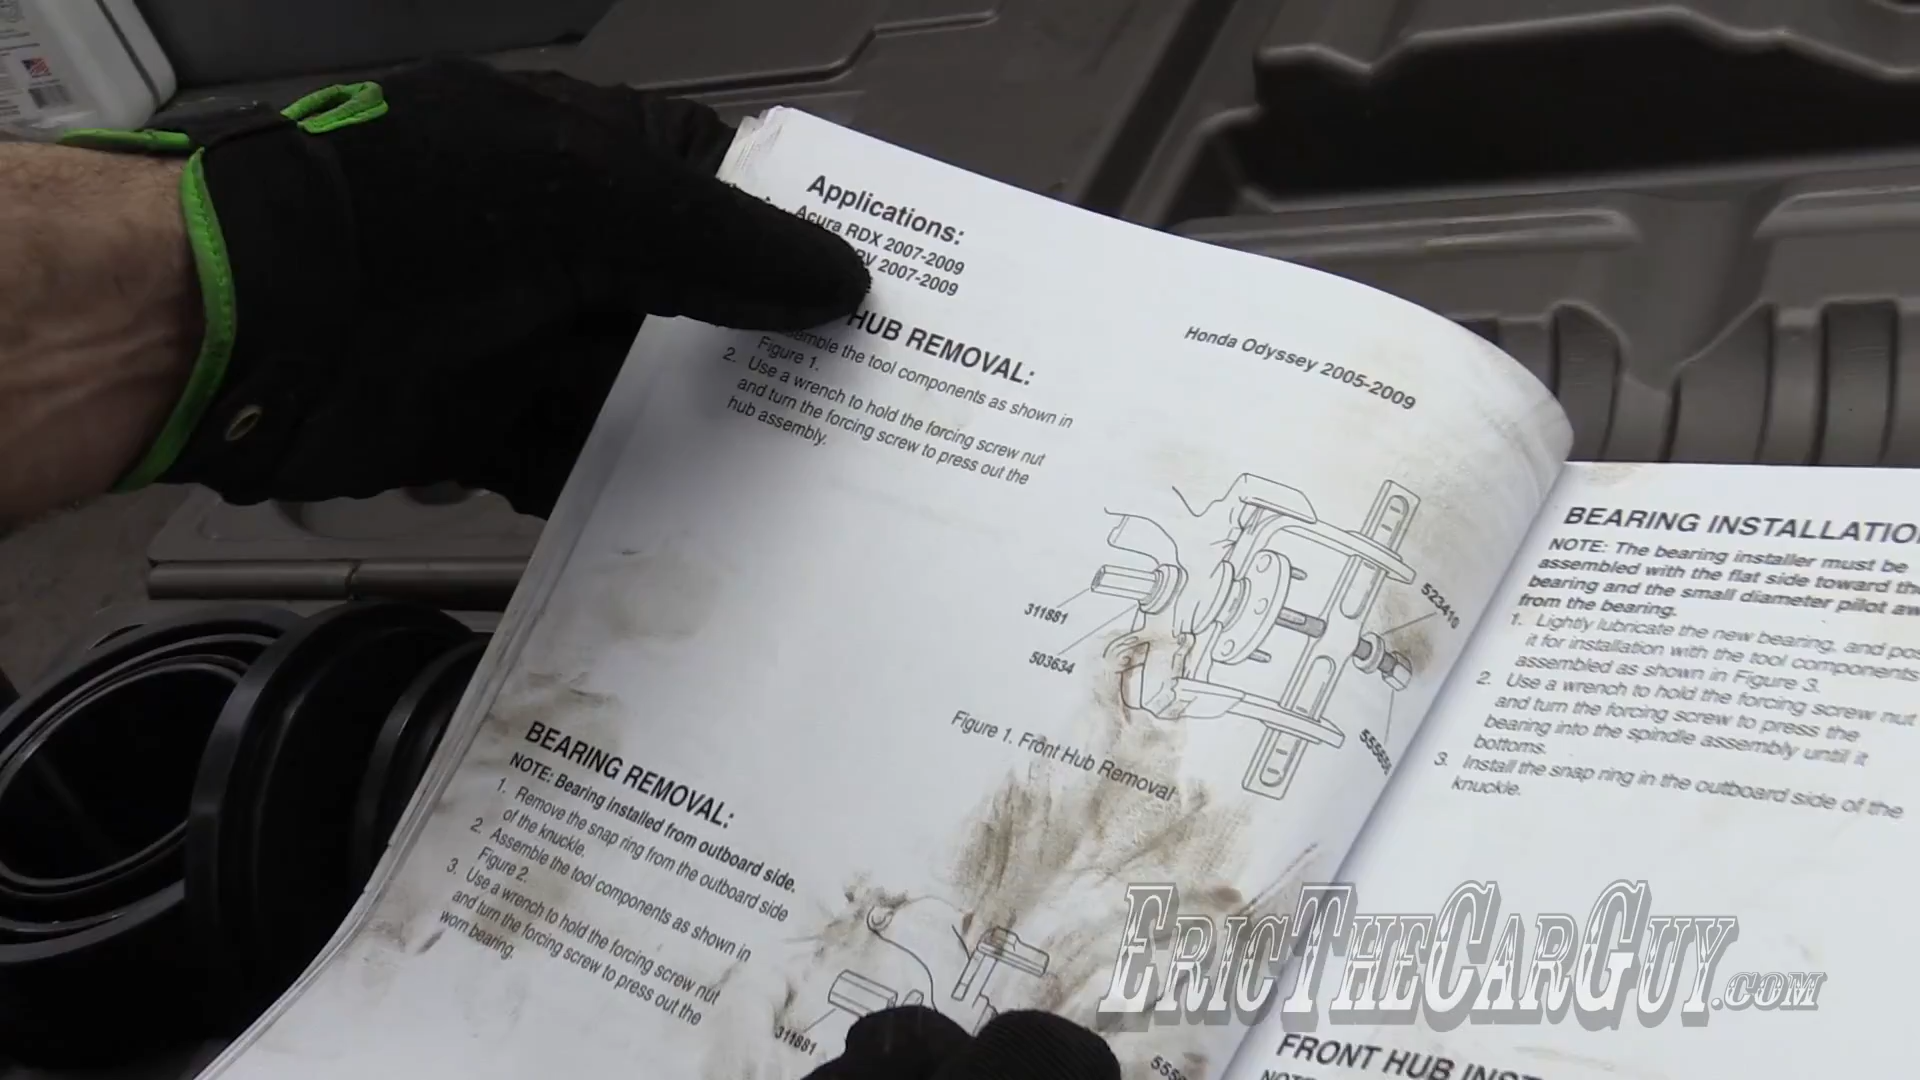 Applications:
Acura RDX 2007-2009
RV 2007-2009
Honda Odyssey 2005-2009
HUB REMOVAL:
the tool components as shown in
Figure 1.
2. Use a wrench to hold the forcing screw nut
and turn the forcing screw to press out the
hub assembly.
311881
503634
523410
Figure 1. Front Hub Removal
BEARING REMOVAL:
NOTE: Bearing installed from outboard side.
1. Remove the snap ring from the outboard side
of the knuckle.
2. Assemble the tool components as shown in
Figure 2.
3. Use a wrench to hold the forcing screw nut
and turn the forcing screw to press out the
worn bearing.
311881
BEARING INSTALLATIO
NOTE: The bearing installer must be
assembled with the flat side toward the
bearing and the small diameter pilot aw
from the bearing.
1. Lightly lubricate the new bearing, and pos
it for installation with the tool components
assembled as shown in Figure 3.
2. Use a wrench to hold the forcing screw nut
and turn the forcing screw to press the
bearing into the spindle assembly until it
bottoms.
3. Install the snap ring in the outboard side of the
knuckle.
FRONT HUB INST
EricTheCarGuy.com